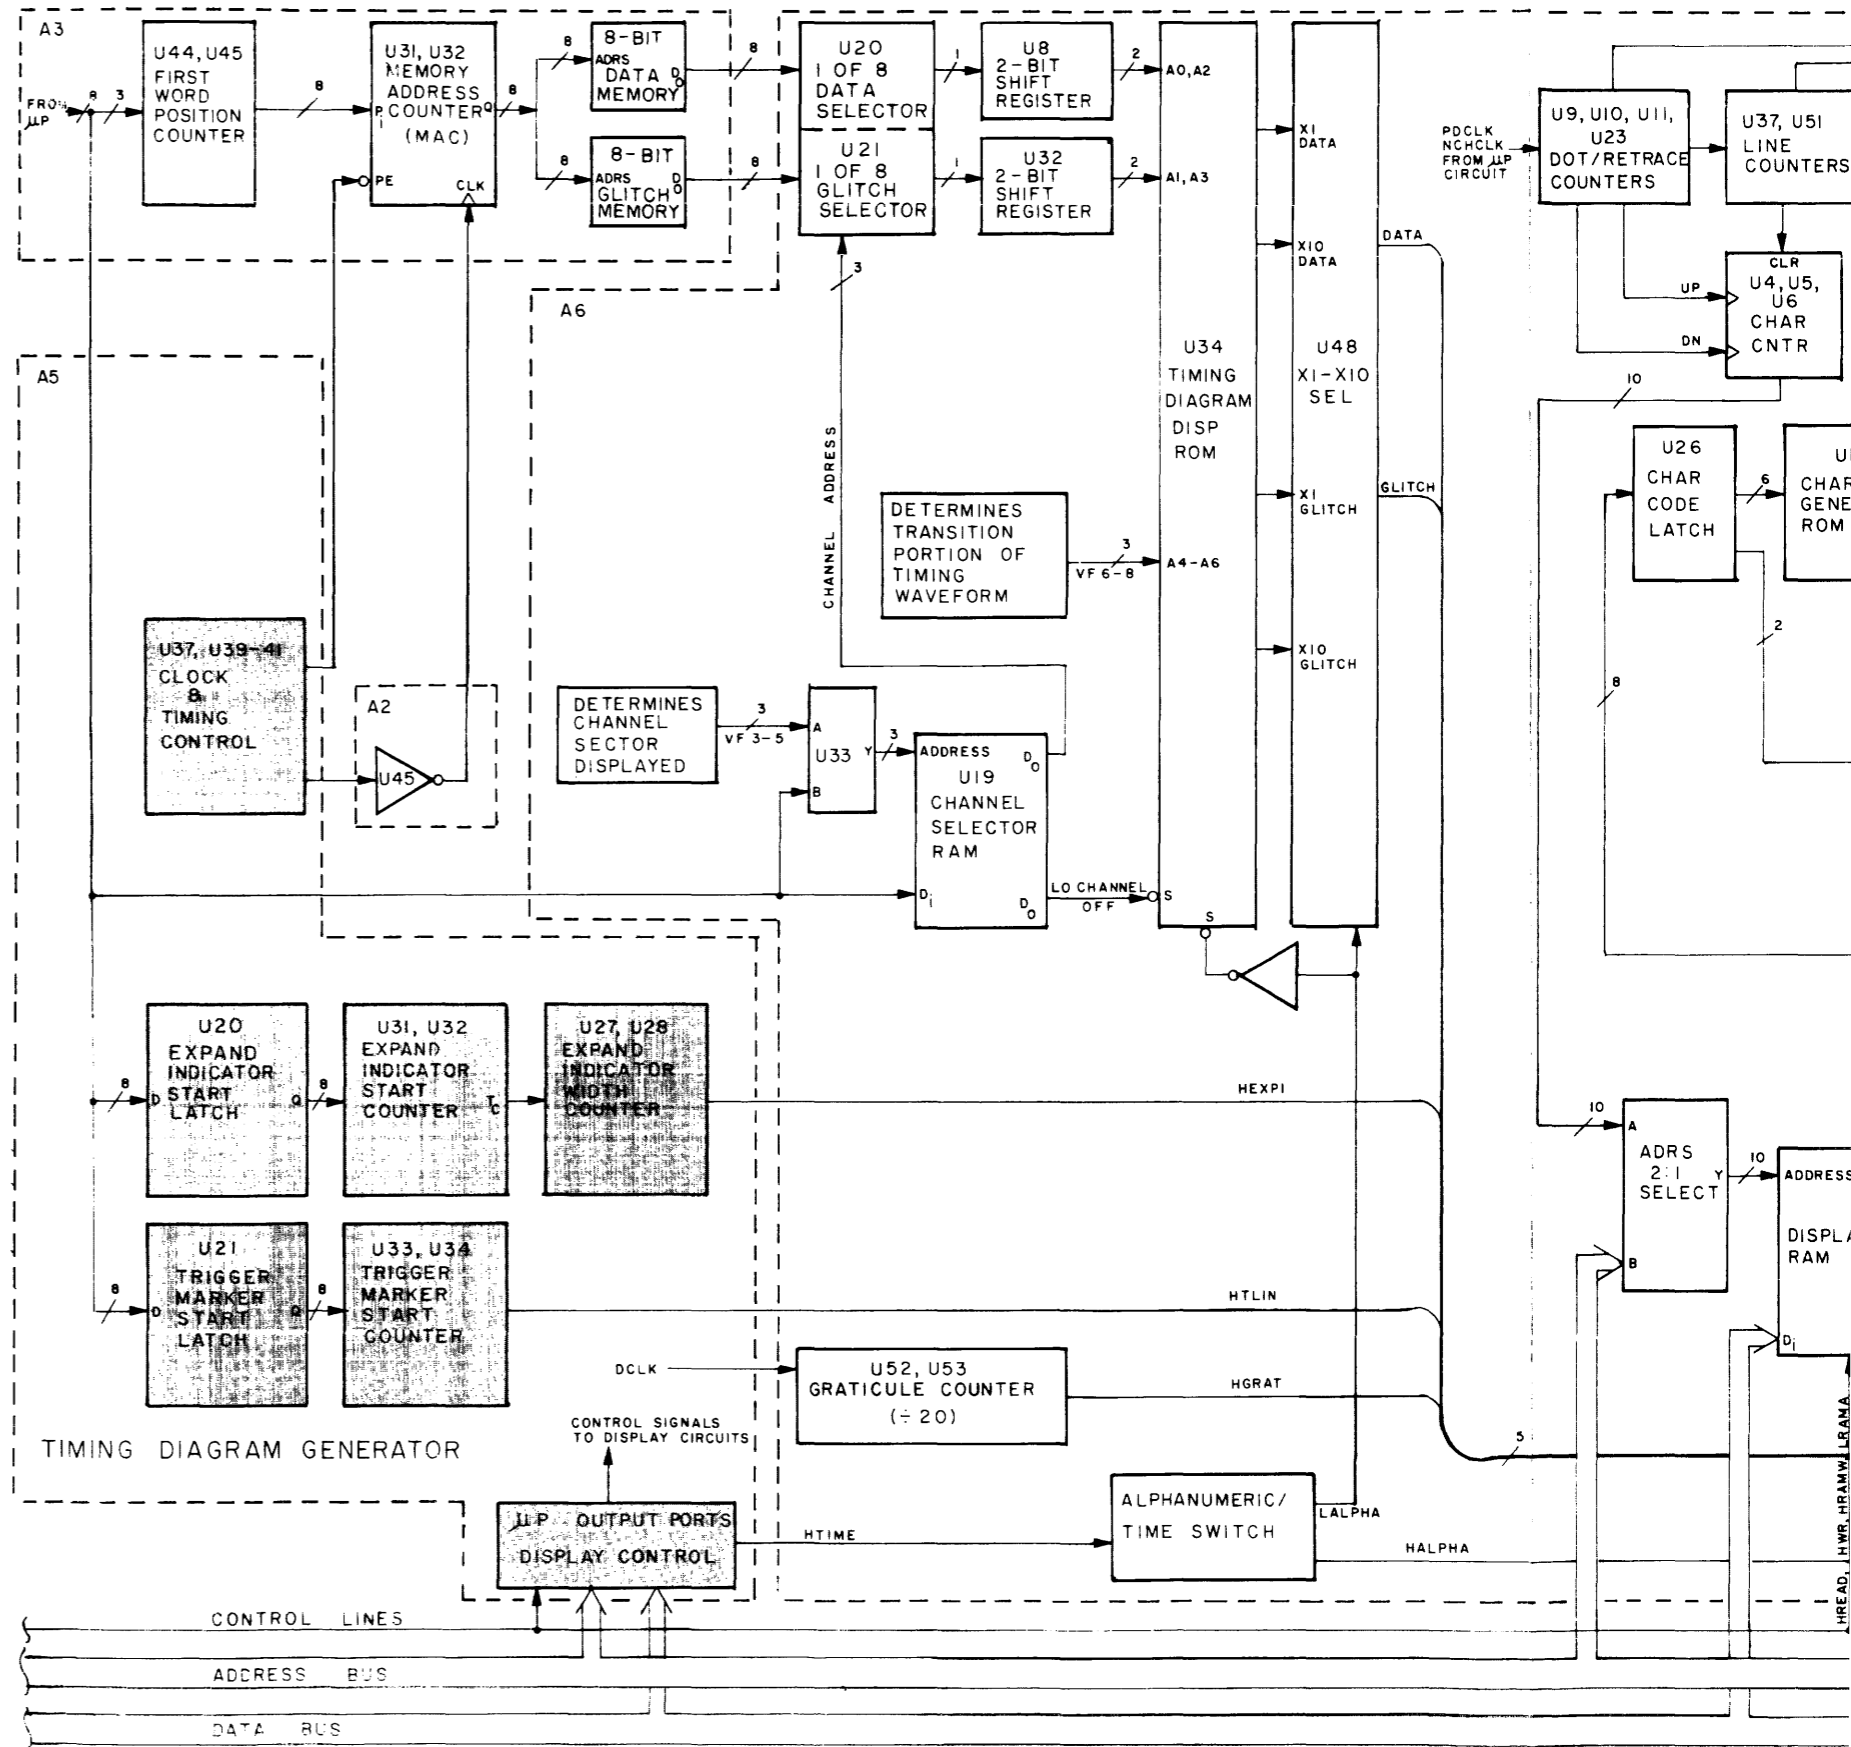 A3
FROM
μP
8
3
U44, U45
FIRST
WORD
POSITION
COUNTER
8
U31, U32
MEMORY
ADDRESS
COUNTER
(MAC)
Pi
Q
PE
CLK
8
8
8-BIT
ADRS
DATA
MEMORY
Do
8
8
8-BIT
ADRS
GLITCH
MEMORY
Do
8
U20
1 OF 8
DATA
SELECTOR
U21
1 OF 8
GLITCH
SELECTOR
1
U8
2-BIT
SHIFT
REGISTER
2
1
U32
2-BIT
SHIFT
REGISTER
2
A0, A2
A1, A3
3
CHANNEL ADDRESS
U34
TIMING
DIAGRAM
DISP
ROM
A4-A6
S
S
X1
DATA
X10
DATA
U48
X1-X10
SEL
X1
GLITCH
X10
GLITCH
DATA
GLITCH
PDCLK
NCHCLK
FROM μP
CIRCUIT
U9, U10, U11,
U23
DOT/RETRACE
COUNTERS
U37, U51
LINE
COUNTERS
CLR
U4, U5,
U6
CHAR
CNTR
UP
DN
10
U26
CHAR
CODE
LATCH
6
CHAR
GENE
ROM
2
8
A6
A5
DETERMINES
TRANSITION
PORTION OF
TIMING
WAVEFORM
3
VF 6-8
U37, U39-41
CLOCK
&
TIMING
CONTROL
A2
U45
DETERMINES
CHANNEL
SECTOR
DISPLAYED
3
VF 3-5
A
U33
Y
B
3
ADDRESS
Do
U19
CHANNEL
SELECTOR
RAM
Di
Do
LO CHANNEL
OFF
8
D
U20
EXPAND
INDICATOR
START
LATCH
Q
8
U31, U32
EXPAND
INDICATOR
START
COUNTER
TC
U27, U28
EXPAND
INDICATOR
WIDTH
COUNTER
HEXPI
8
D
U21
TRIGGER
MARKER
START
LATCH
Q
8
U33, U34
TRIGGER
MARKER
START
COUNTER
HTLIN
10
A
ADRS
2:1
SELECT
Y
B
10
ADDRESS
DISPLA
RAM
Di
DCLK
U52, U53
GRATICULE COUNTER
(÷20)
HGRAT
5
TIMING DIAGRAM GENERATOR
CONTROL SIGNALS
TO DISPLAY CIRCUITS
μP OUTPUT PORTS
DISPLAY CONTROL
HTIME
ALPHANUMERIC/
TIME SWITCH
LALPHA
HALPHA
HREAD, HWR, HRAMW, LRAMA
CONTROL LINES
ADDRESS BUS
DATA BUS